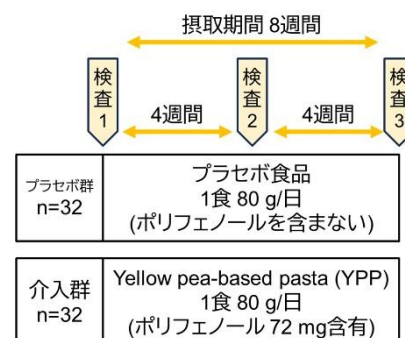 摂取期間 8週間
検査1
4週間
検査2
4週間
検査3
プラセボ群
n=32
プラセボ食品
1食 80 g/日
(ポリフェノールを含まない)
介入群
n=32
Yellow pea-based pasta (YPP)
1食 80 g/日
(ポリフェノール 72 mg含有)